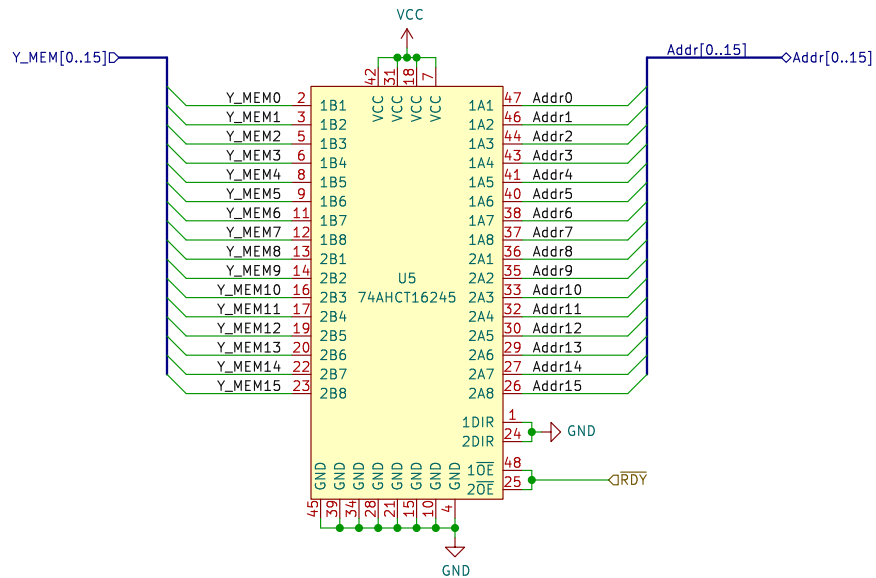 VCC
Y_MEM[0..15]
Addr[0..15]
Addr[0..15]
42 31 18 7
VCC VCC VCC VCC
Y_MEM0 2 1B1 1A1 47 Addr0
Y_MEM1 3 1B2 1A2 46 Addr1
Y_MEM2 5 1B3 1A3 44 Addr2
Y_MEM3 6 1B4 1A4 43 Addr3
Y_MEM4 8 1B5 1A5 41 Addr4
Y_MEM5 9 1B6 1A6 40 Addr5
Y_MEM6 11 1B7 1A7 38 Addr6
Y_MEM7 12 1B8 1A8 37 Addr7
Y_MEM8 13 2B1 2A1 36 Addr8
Y_MEM9 14 2B2 2A2 35 Addr9
U5
Y_MEM10 16 2B3 74AHCT16245 2A3 33 Addr10
Y_MEM11 17 2B4 2A4 32 Addr11
Y_MEM12 19 2B5 2A5 30 Addr12
Y_MEM13 20 2B6 2A6 29 Addr13
Y_MEM14 22 2B7 2A7 27 Addr14
Y_MEM15 23 2B8 2A8 26 Addr15
1DIR 1
GND
2DIR 24
1OE 48
RDY
2OE 25
GND GND GND GND GND GND GND GND
45 39 34 28 21 15 10 4
GND